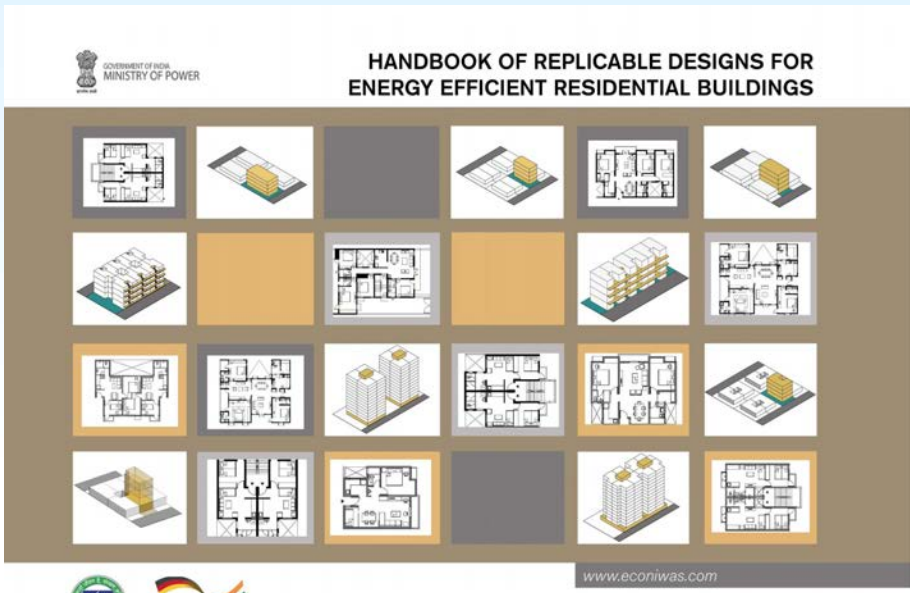 GOVERNMENT OF INDIA
MINISTRY OF POWER
HANDBOOK OF REPLICABLE DESIGNS FOR
ENERGY EFFICIENT RESIDENTIAL BUILDINGS
www.econiwas.com